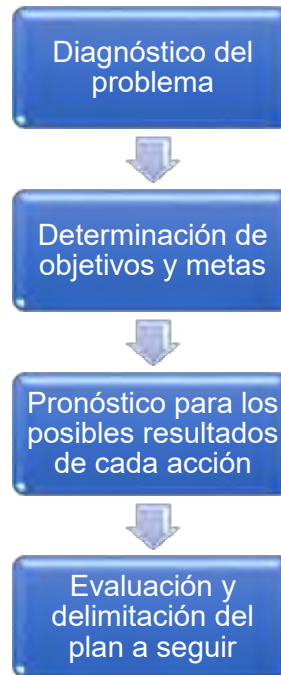 Diagnóstico del
problema
Determinación de
objetivos y metas
Pronóstico para los
posibles resultados
de cada acción
Evaluación y
delimitación del
plan a seguir